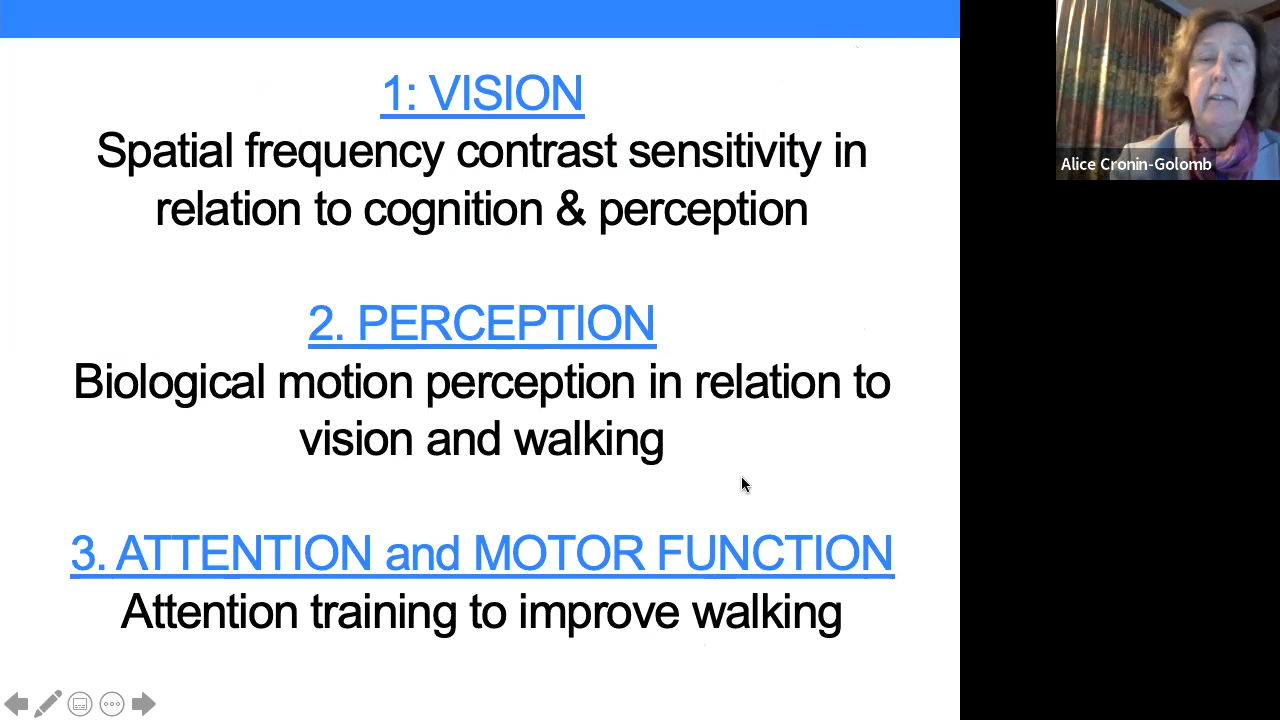 1: VISION
Spatial frequency contrast sensitivity in
relation to cognition & perception
2. PERCEPTION
Biological motion perception in relation to
vision and walking
3. ATTENTION and MOTOR FUNCTION
Attention training to improve walking
Alice Cronin-Golomb